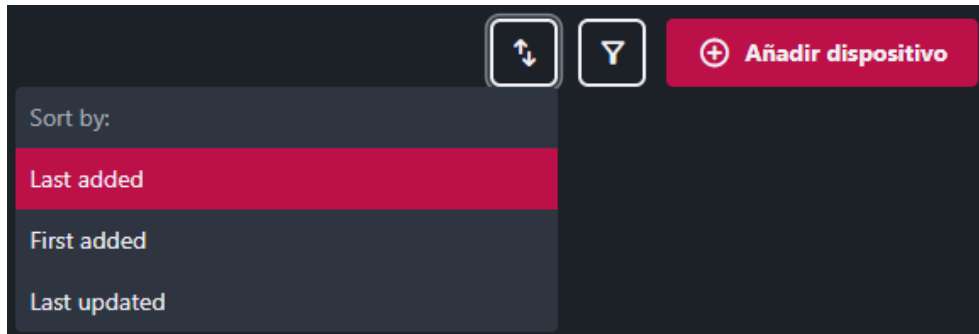 Añadir dispositivo
Sort by:
Last added
First added
Last updated